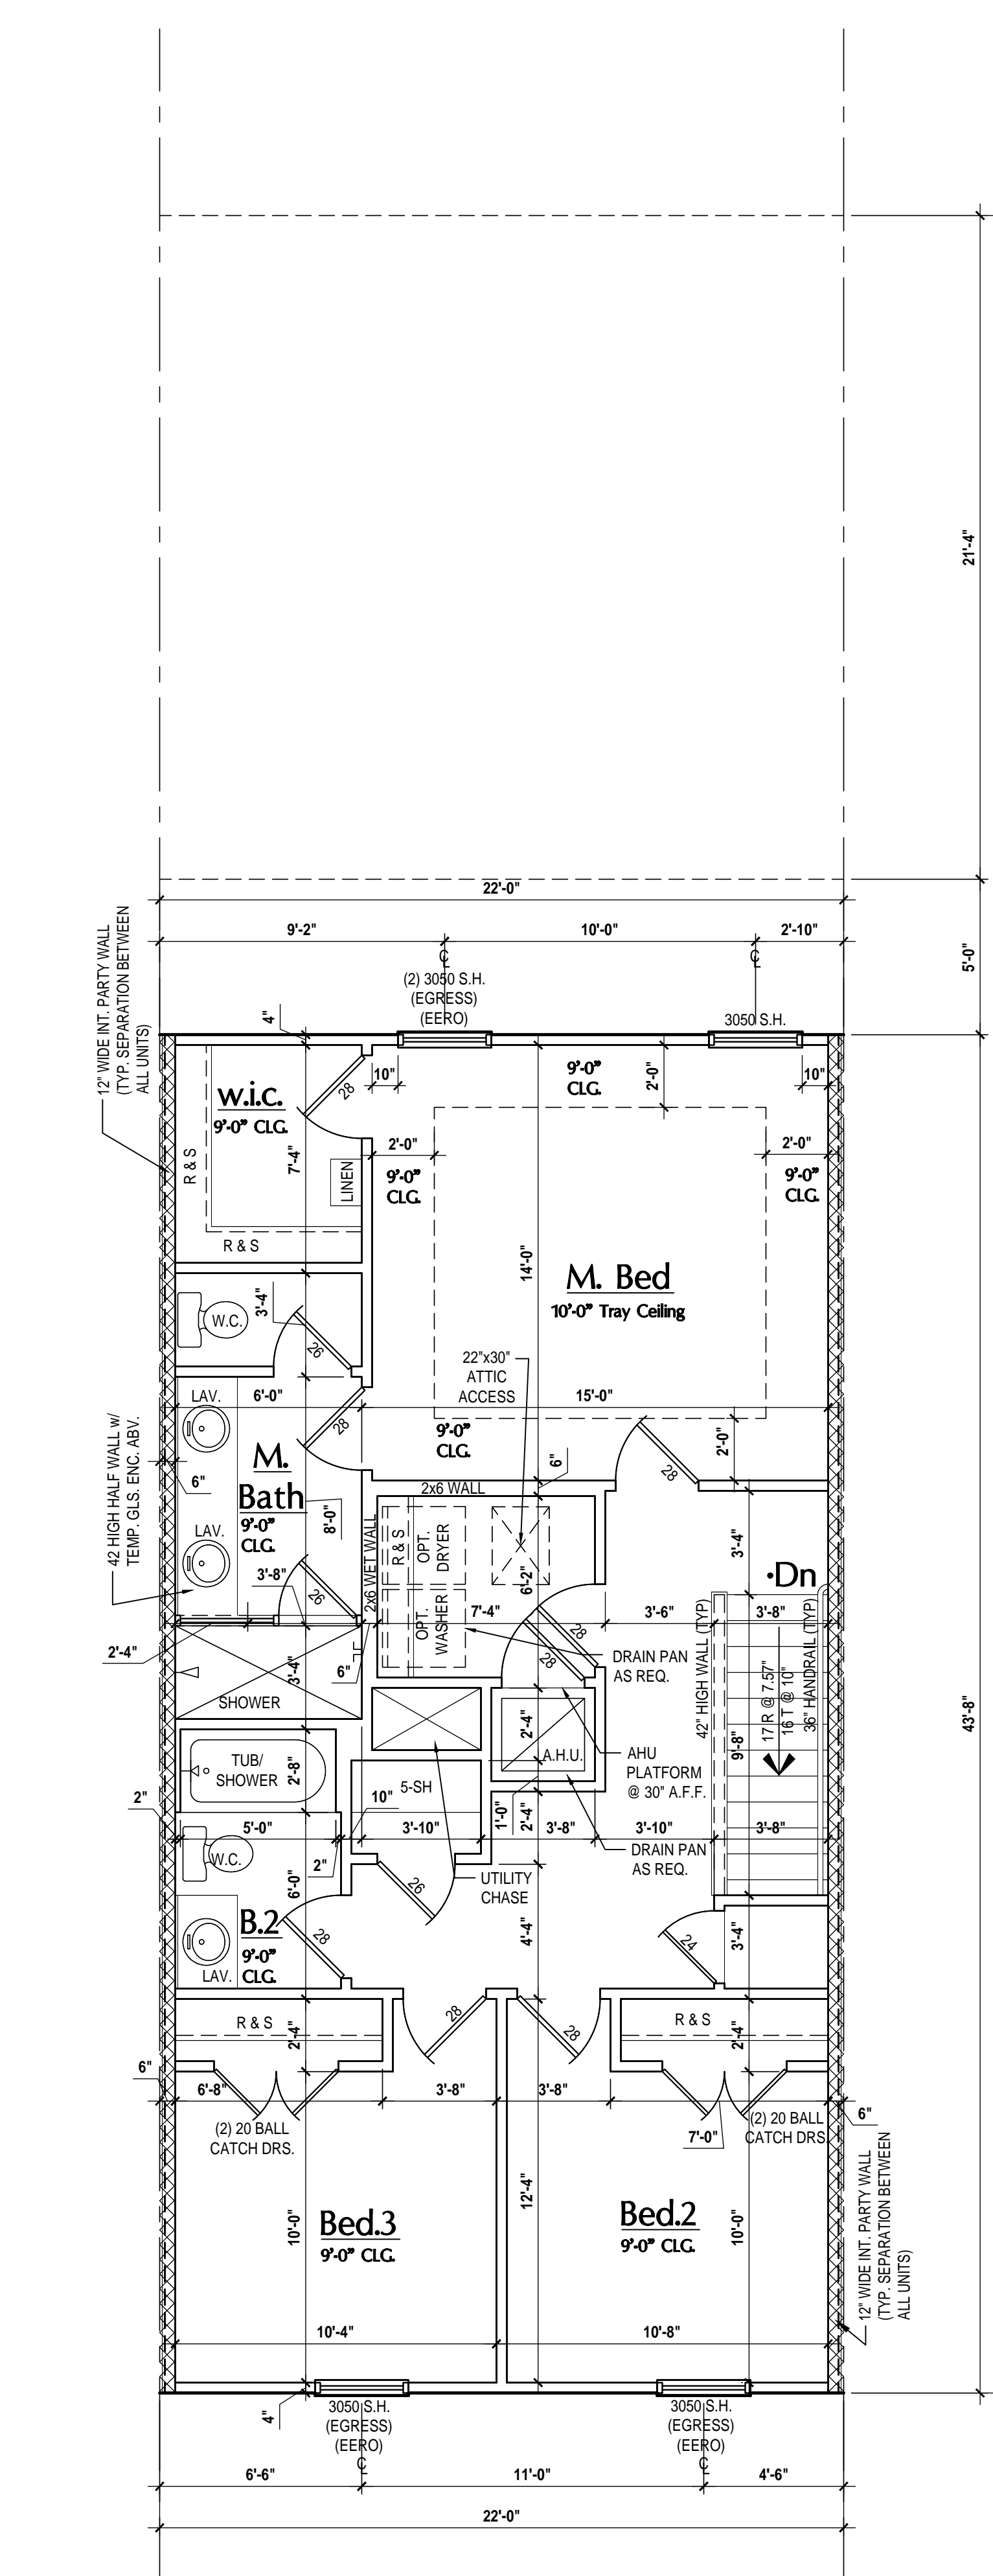 21'-4"
22'-0"
9'-2"
10'-0"
2'-10"
5'-0"
12" WIDE INT. PARTY WALL
(TYP. SEPARATION BETWEEN
ALL UNITS)
4"
℄
(2) 3050 S.H.
(EGRESS)
(EERO)
℄
3050 S.H.
W.I.C.
9'-0" CLG.
28
10"
9'-0"
CLG.
2'-0"
10"
R & S
7'-4"
LINEN
2'-0"
9'-0"
CLG.
2'-0"
9'-0"
CLG.
R & S
14'-0"
M. Bed
10'-0" Tray Ceiling
W.C.
3'-4"
26
22"x30"
ATTIC
ACCESS
LAV.
6'-0"
28
15'-0"
9'-0"
CLG.
2'-0"
28
6"
42 HIGH HALF WALL w/
TEMP. GLS. ENC. ABV.
6"
M.
Bath
9'-0"
CLG.
8'-0"
LAV.
3'-8"
26
2x6 WALL
2x6 WET WALL
R & S
OPT.
DRYER
6'-2"
OPT.
WASHER
7'-4"
28
28
3'-4"
Dn
3'-6"
3'-8"
2'-4"
3'-4"
SHOWER
6"
DRAIN PAN
AS REQ.
42" HIGH WALL (TYP)
9'-8"
17 R @ 7.57"
16 T @ 10"
36" HANDRAIL (TYP)
43'-8"
2'-4"
A.H.U.
AHU
PLATFORM
@ 30" A.F.F.
TUB/
SHOWER
2'-8"
2"
10"
5-SH
1'-0"
2'-4"
5'-0"
3'-10"
3'-8"
3'-10"
3'-8"
DRAIN PAN
AS REQ.
W.C.
2"
6'-0"
26
UTILITY
CHASE
B.2
9'-0"
CLG.
LAV.
28
4'-4"
24
3'-4"
R & S
2'-4"
28
28
R & S
2'-4"
6"
6'-8"
3'-8"
3'-8"
(2) 20 BALL
CATCH DRS.
7'-0"
(2) 20 BALL
CATCH DRS.
6"
12" WIDE INT. PARTY WALL
(TYP. SEPARATION BETWEEN
ALL UNITS)
10'-0"
Bed.3
9'-0" CLG.
12'-4"
Bed.2
9'-0" CLG.
10'-0"
10'-4"
10'-8"
4"
3050 S.H.
(EGRESS)
(EERO)
℄
3050 S.H.
(EGRESS)
(EERO)
℄
6'-6"
11'-0"
4'-6"
22'-0"